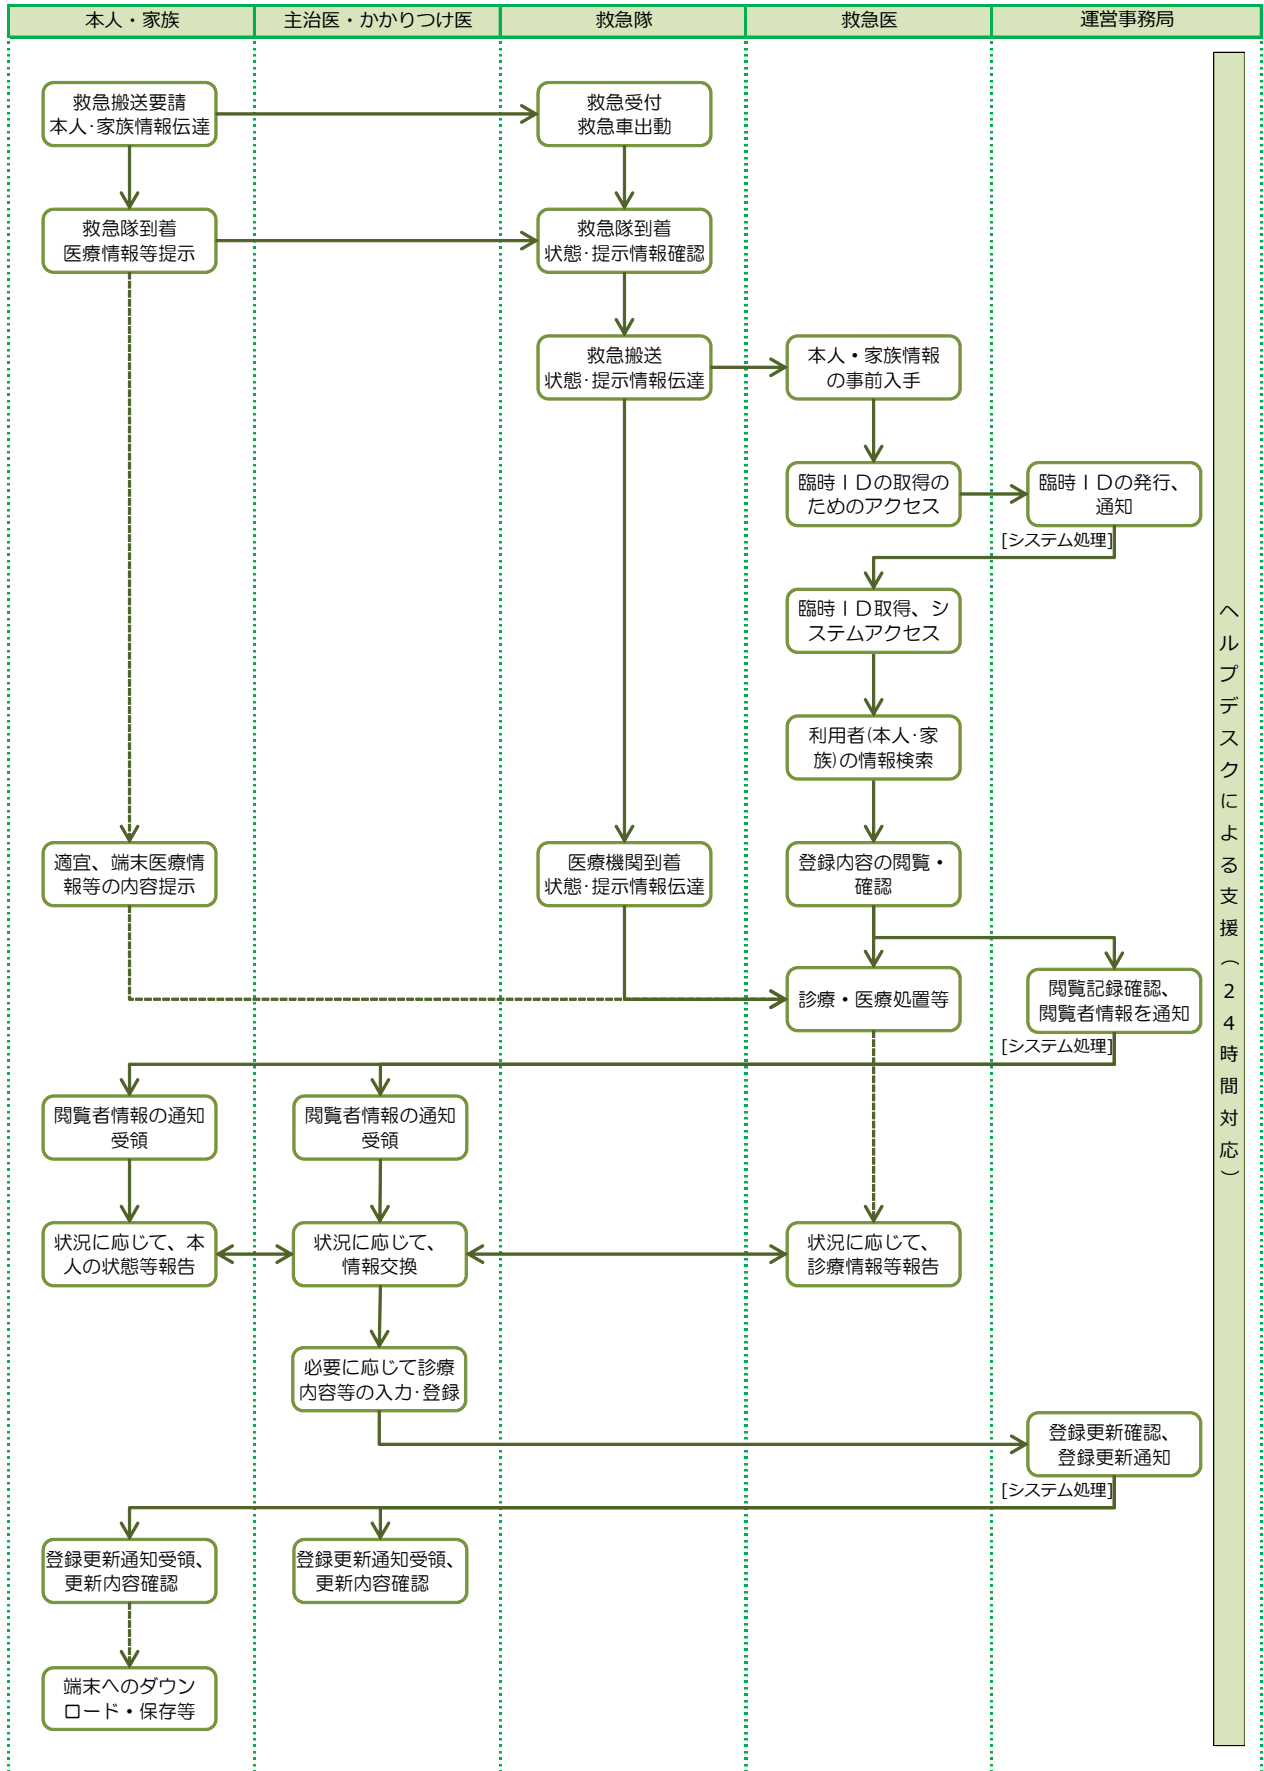 本人・家族
主治医・かかりつけ医
救急隊
救急医
運営事務局
救急搬送要請
本人･家族情報伝達
救急受付
救急車出動
救急隊到着
医療情報等提示
救急隊到着
状態･提示情報確認
救急搬送
状態･提示情報伝達
本人・家族情報
の事前入手
臨時ＩＤの取得の
ためのアクセス
臨時ＩＤの発行、
通知
[システム処理]
臨時ＩＤ取得、シ
ステムアクセス
利用者(本人･家
族)の情報検索
適宜、端末医療情
報等の内容提示
医療機関到着
状態･提示情報伝達
登録内容の閲覧・
確認
診療・医療処置等
閲覧記録確認、
閲覧者情報を通知
[システム処理]
閲覧者情報の通知
受領
閲覧者情報の通知
受領
状況に応じて、本
人の状態等報告
状況に応じて、
情報交換
状況に応じて、
診療情報等報告
必要に応じて診療
内容等の入力･登録
登録更新確認、
登録更新通知
[システム処理]
登録更新通知受領、
更新内容確認
登録更新通知受領、
更新内容確認
端末へのダウン
ロード・保存等
ヘルプデスクによる支援（２４時間対応）